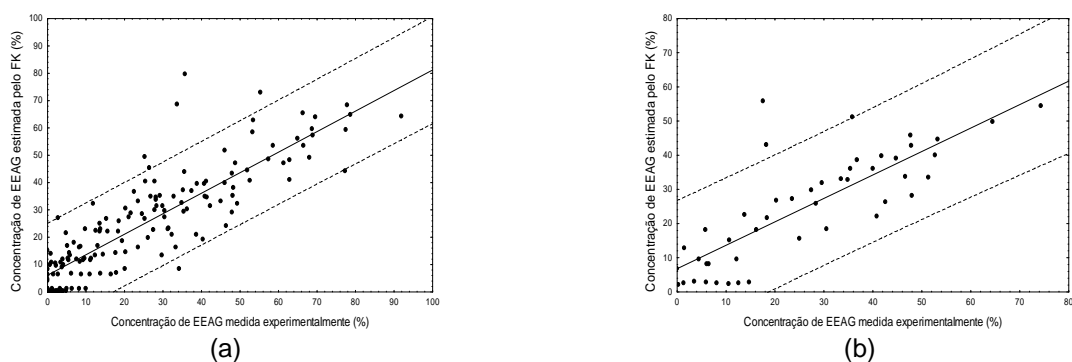 Concentração de EEAG estimada pelo FK (%)
100
90
80
70
60
50
40
30
20
10
0
0 10 20 30 40 50 60 70 80 90 100
Concentração de EEAG medida experimentalmente (%)
(a)
Concentração de EEAG estimada pelo FK (%)
80
70
60
50
40
30
20
10
0
0 10 20 30 40 50 60 70 80
Concentração de EEAG medida experimentalmente (%)
(b)